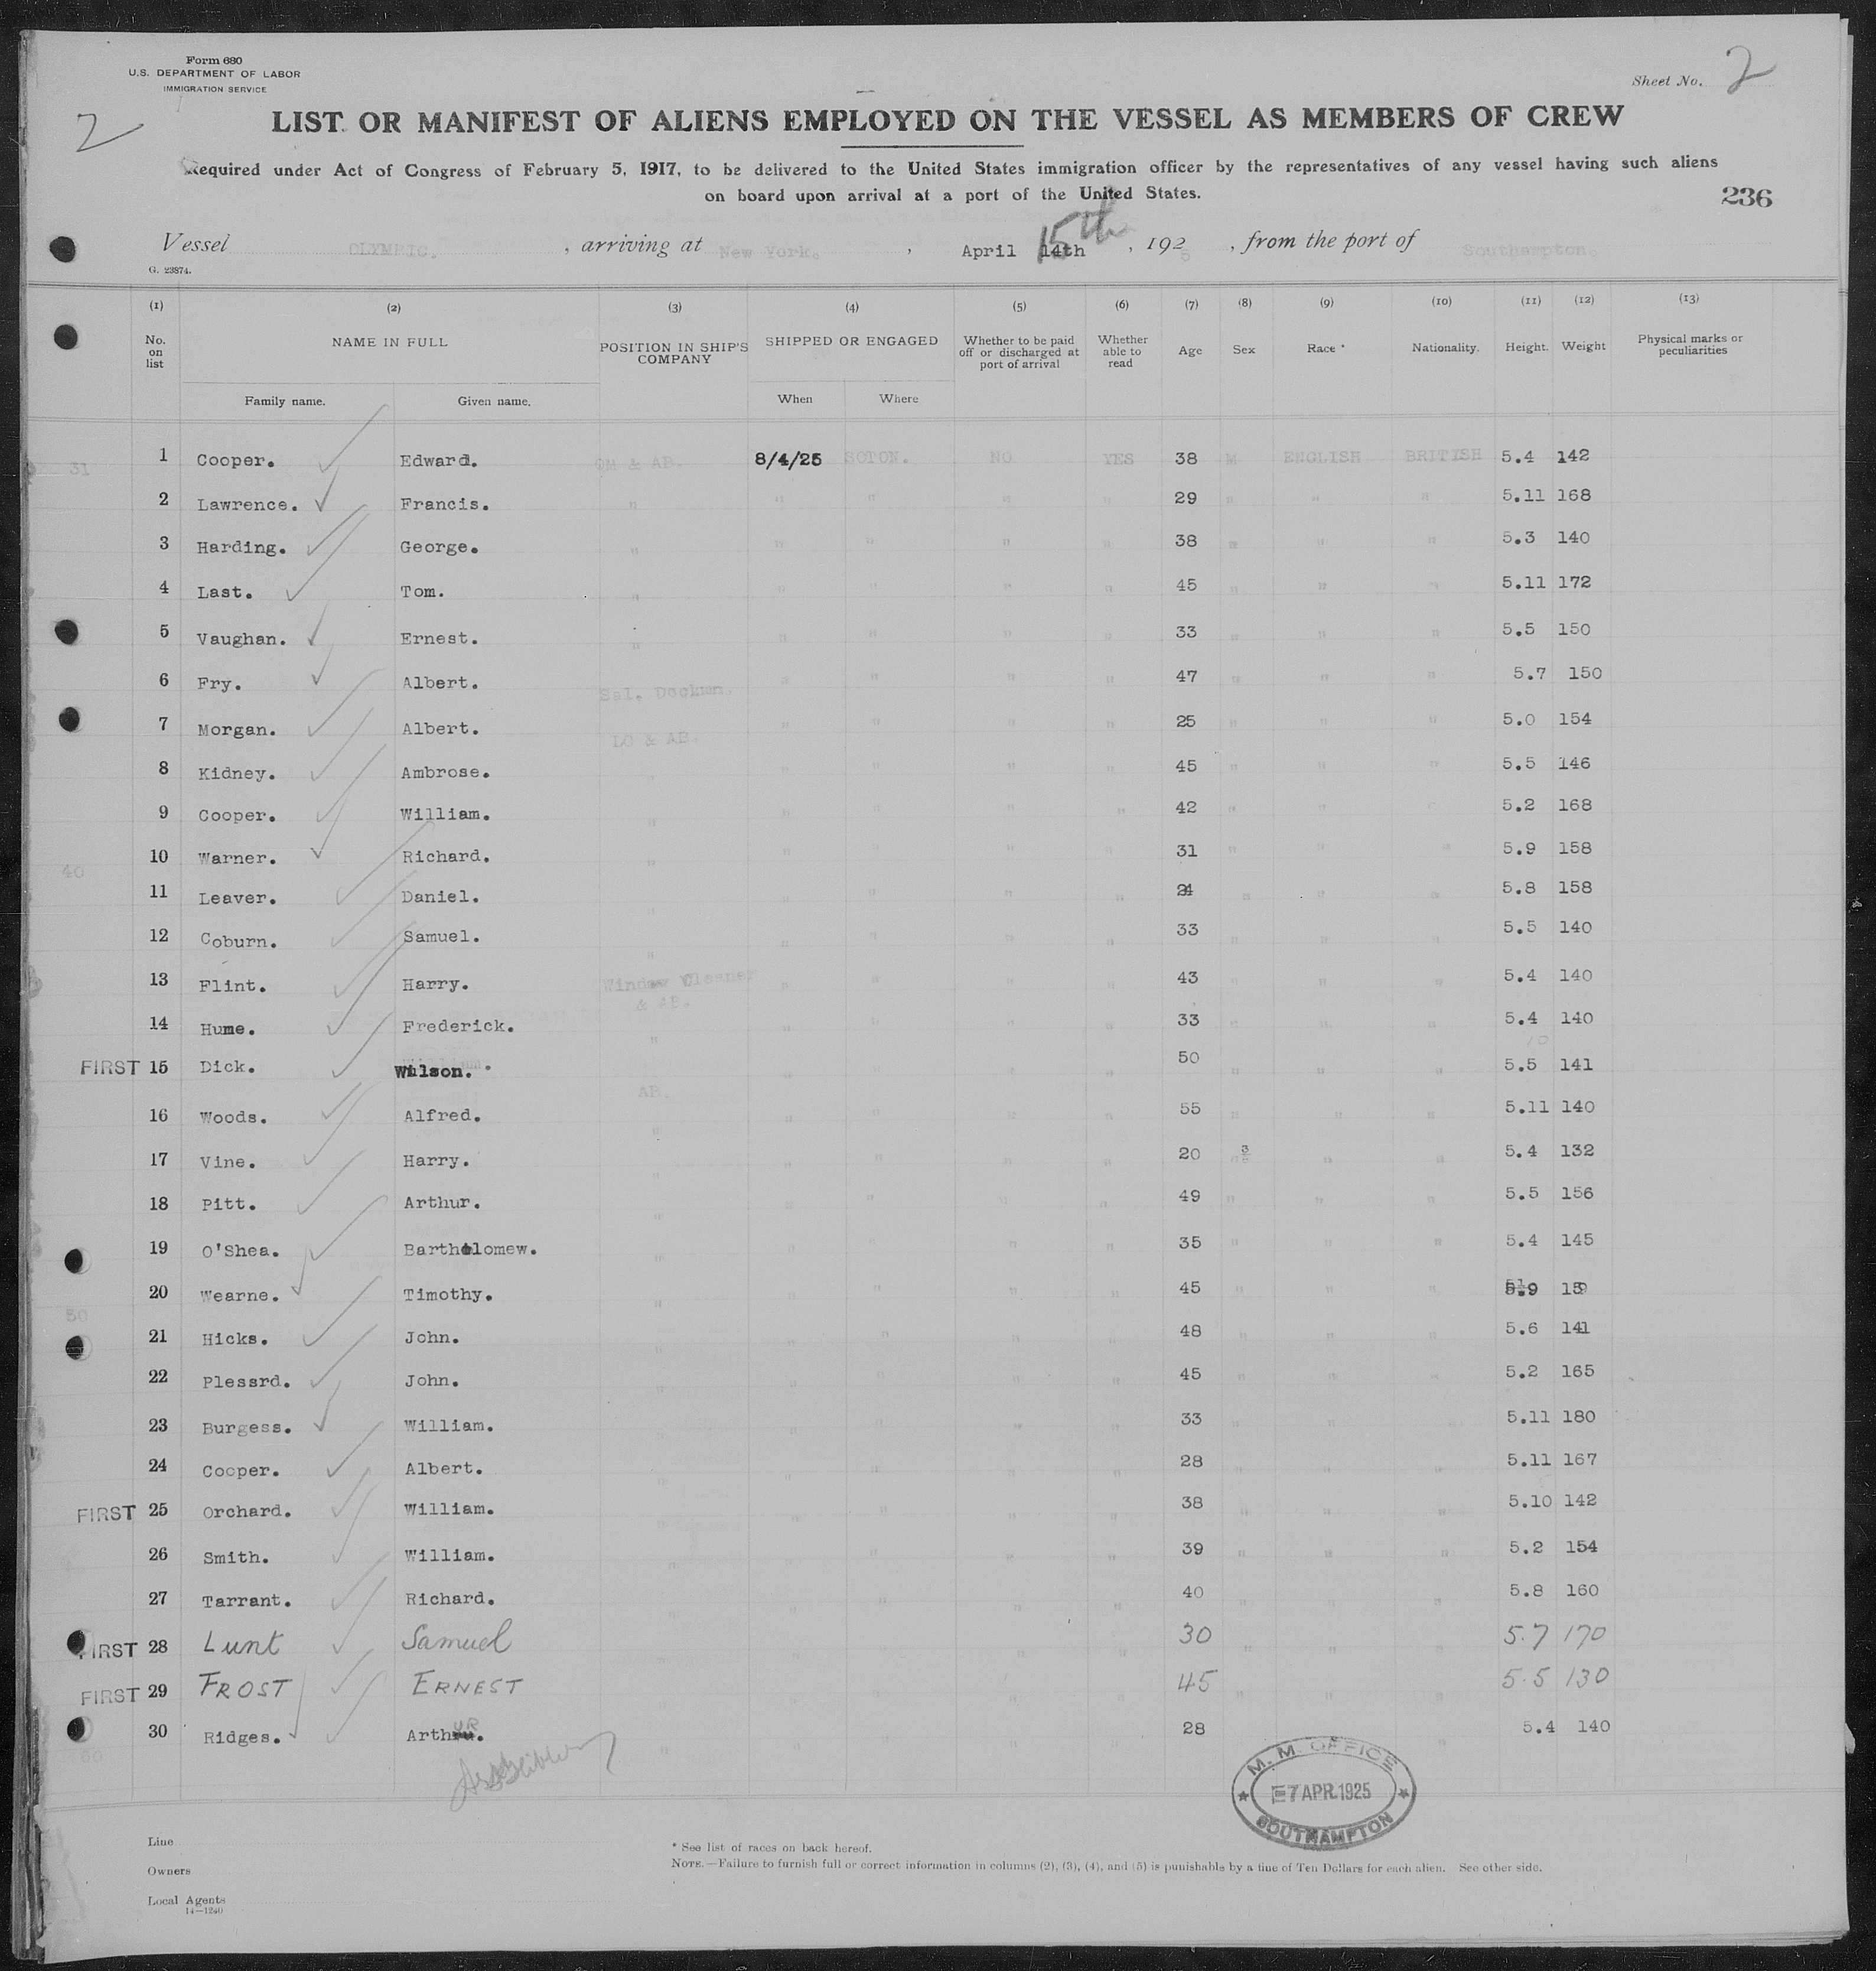 Form 680
U.S. DEPARTMENT OF LABOR
IMMIGRATION SERVICE
Sheet No. 2
2
LIST OR MANIFEST OF ALIENS EMPLOYED ON THE VESSEL AS MEMBERS OF CREW
Required under Act of Congress of February 5, 1917, to be delivered to the United States immigration officer by the representatives of any vessel having such aliens
on board upon arrival at a port of the United States.
236
Vessel OLYMPIC. , arriving at New York. , April 14th 15th , 1925 , from the port of Southampton.
G. 23874.
(1) (2) (3) (4) (5) (6) (7) (8) (9) (10) (11) (12) (13)
No. on list NAME IN FULL POSITION IN SHIP'S COMPANY SHIPPED OR ENGAGED Whether to be paid off or discharged at port of arrival Whether able to read Age Sex Race * Nationality. Height. Weight Physical marks or peculiarities
Family name. Given name. When Where
31 1 Cooper. Edward. QM & AB. 8/4/25 SOTON. NO YES 38 M ENGLISH BRITISH 5.4 142
2 Lawrence. Francis. " " " " " 29 " " " 5.11 168
3 Harding. George. " " " " " 38 " " " 5.3 140
4 Last. Tom. " " " " " 45 " " " 5.11 172
5 Vaughan. Ernest. " " " " " 33 " " " 5.5 150
6 Fry. Albert. Sal. Deckmn. " " " " 47 " " " 5.7 150
7 Morgan. Albert. LO & AB. " " " " 25 " " " 5.0 154
8 Kidney. Ambrose. " " " " " 45 " " " 5.5 146
9 Cooper. William. " " " " " 42 " " " 5.2 168
40 10 Warner. Richard. " " " " " 31 " " " 5.9 158
11 Leaver. Daniel. " " " " " 24 " " " 5.8 158
12 Coburn. Samuel. " " " " " 33 " " " 5.5 140
13 Flint. Harry. Window Cleaner & AB. " " " " 43 " " " 5.4 140
14 Hume. Frederick. " " " " " 33 " " " 5.4 140
FIRST 15 Dick. Wilson. AB. " " " " 50 " " " 5.5 141
16 Woods. Alfred. " " " " " 55 " " " 5.11 140
17 Vine. Harry. " " " " " 20 " " " 5.4 132
18 Pitt. Arthur. " " " " " 49 " " " 5.5 156
19 O'Shea. Bartholomew. " " " " " 35 " " " 5.4 145
50 20 Wearne. Timothy. " " " " " 45 " " "
21 Hicks. John. " " " " " 48 " " " 5.6 141
22 Plessrd. John. " " " " " 45 " " " 5.2 165
23 Burgess. William. " " " " " 33 " " " 5.11 180
24 Cooper. Albert. " " " " " 28 " " " 5.11 167
FIRST 25 Orchard. William. " " " " " 38 " " " 5.10 142
26 Smith. William. " " " " " 39 " " " 5.2 154
27 Tarrant. Richard. " " " " " 40 " " " 5.8 160
FIRST 28 Lunt Samuel " " " " " 30 " " " 5.7 170
FIRST 29 FROST ERNEST " " " " " 45 " " " 5.5 130
60 30 Ridges. Arthur. " " " " " 28 " " " 5.4 140
M. M. OFFICE
7 APR.1925
SOUTHAMPTON
Line
Owners
Local Agents
14—1240
* See list of races on back hereof.
NOTE.—Failure to furnish full or correct information in columns (2), (3), (4), and (5) is punishable by a fine of Ten Dollars for each alien. See other side.